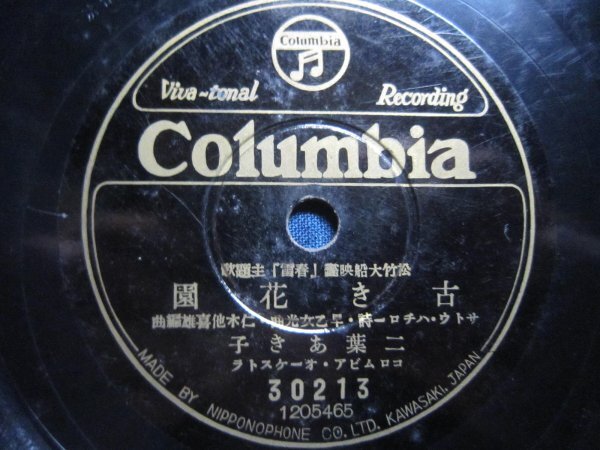 Columbia
Viva-tonal Recording
Columbia
松竹大船映畫『春雷』主題歌
古き花園
サトウ・ハチロー詩・早乙女光曲・仁木他喜雄編曲
二葉あき子
コロムビア・オーケストラ
30213
1205465
MADE BY NIPPONOPHONE CO., LTD. KAWASAKI, JAPAN